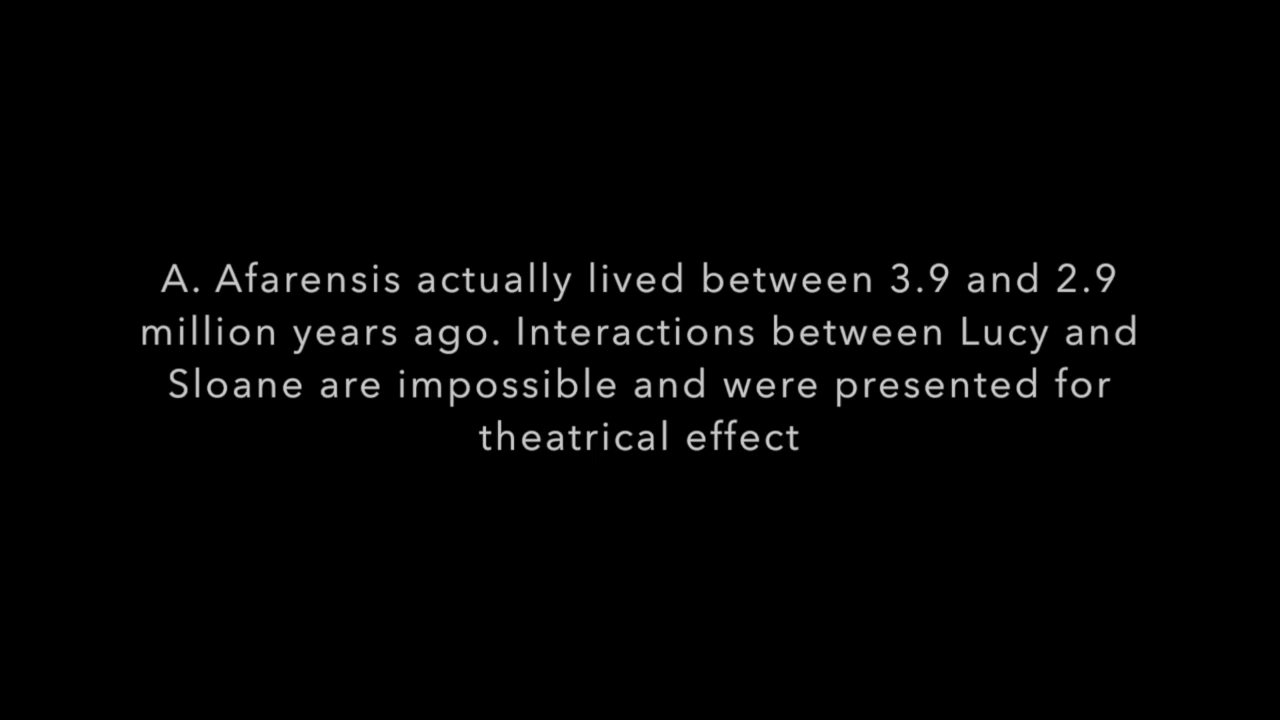 A. Afarensis actually lived between 3.9 and 2.9
million years ago. Interactions between Lucy and
Sloane are impossible and were presented for
theatrical effect